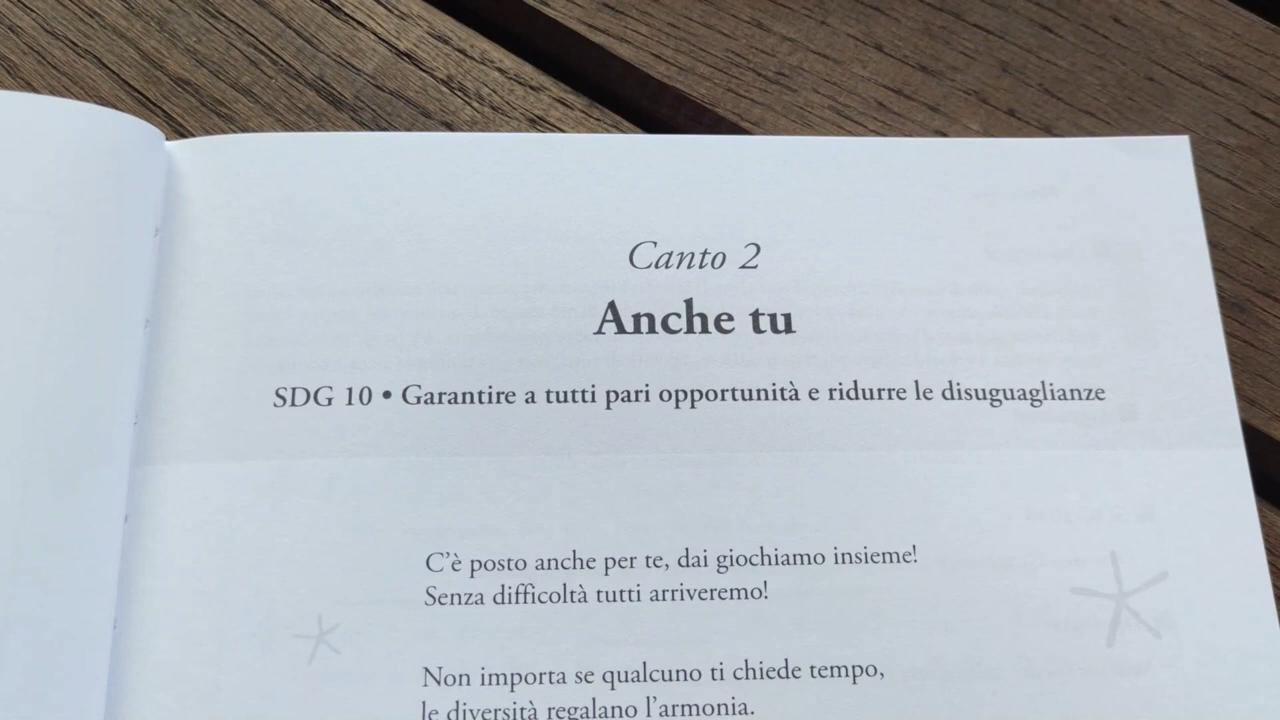 Canto 2
Anche tu
SDG 10 • Garantire a tutti pari opportunità e ridurre le disuguaglianze
C'è posto anche per te, dai giochiamo insieme!
Senza difficoltà tutti arriveremo!
Non importa se qualcuno ti chiede tempo,
le diversità regalano l'armonia.